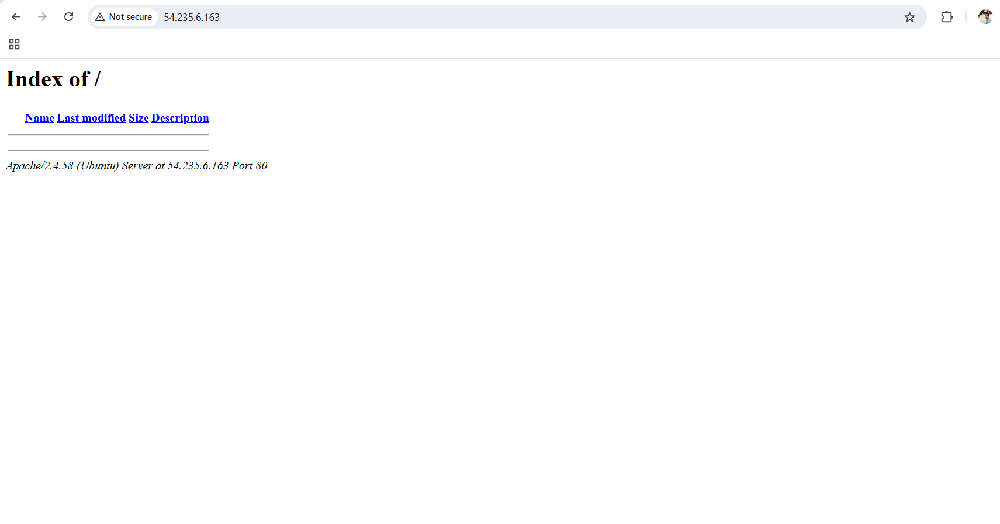 Not secure 54.235.6.163
Index of /
Name Last modified Size Description
Apache/2.4.58 (Ubuntu) Server at 54.235.6.163 Port 80